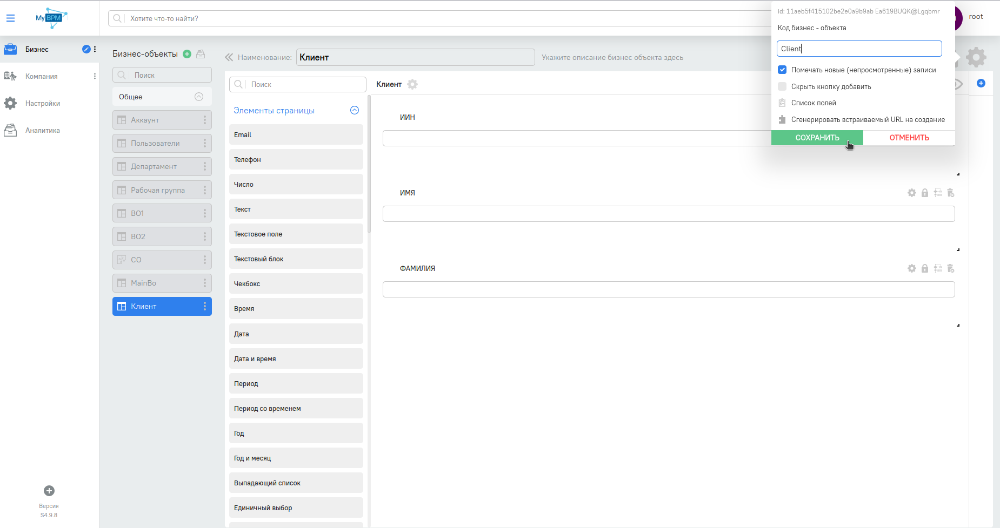 My BPM
Хотите что-то найти?
root
Бизнес
Компания
Настройки
Аналитика
Версия
S4.9.8
Бизнес-объекты
Поиск
Общее
Аккаунт
Пользователи
Департамент
Рабочая группа
BO1
BO2
CO
MainBo
Клиент
Наименование:
Клиент
Укажите описание бизнес объекта здесь
Поиск
Элементы страницы
Email
Телефон
Число
Текст
Текстовое поле
Текстовый блок
Чекбокс
Время
Дата
Дата и время
Период
Период со временем
Год
Год и месяц
Выпадающий список
Единичный выбор
Клиент
ИИН
ИМЯ
ФАМИЛИЯ
id: 11aeb5f415102be2e0a9b9ab Ea619BUQK@Lgqbmr
Код бизнес - объекта
Client
Помечать новые (непросмотренные) записи
Скрыть кнопку добавить
Список полей
Сгенерировать встраиваемый URL на создание
СОХРАНИТЬ
ОТМЕНИТЬ